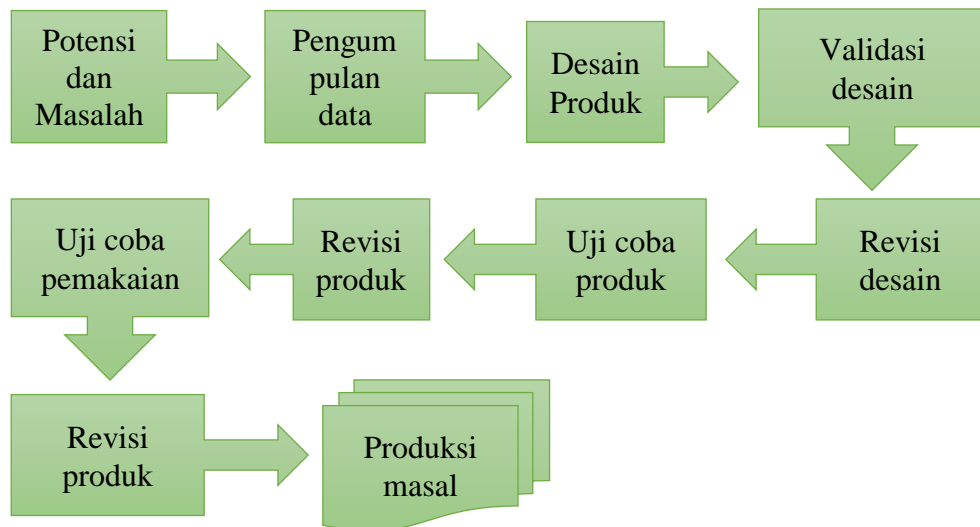 Potensi
dan
Masalah
Pengum
pulan
data
Desain
Produk
Validasi
desain
Revisi
desain
Uji coba
produk
Revisi
produk
Uji coba
pemakaian
Revisi
produk
Produksi
masal